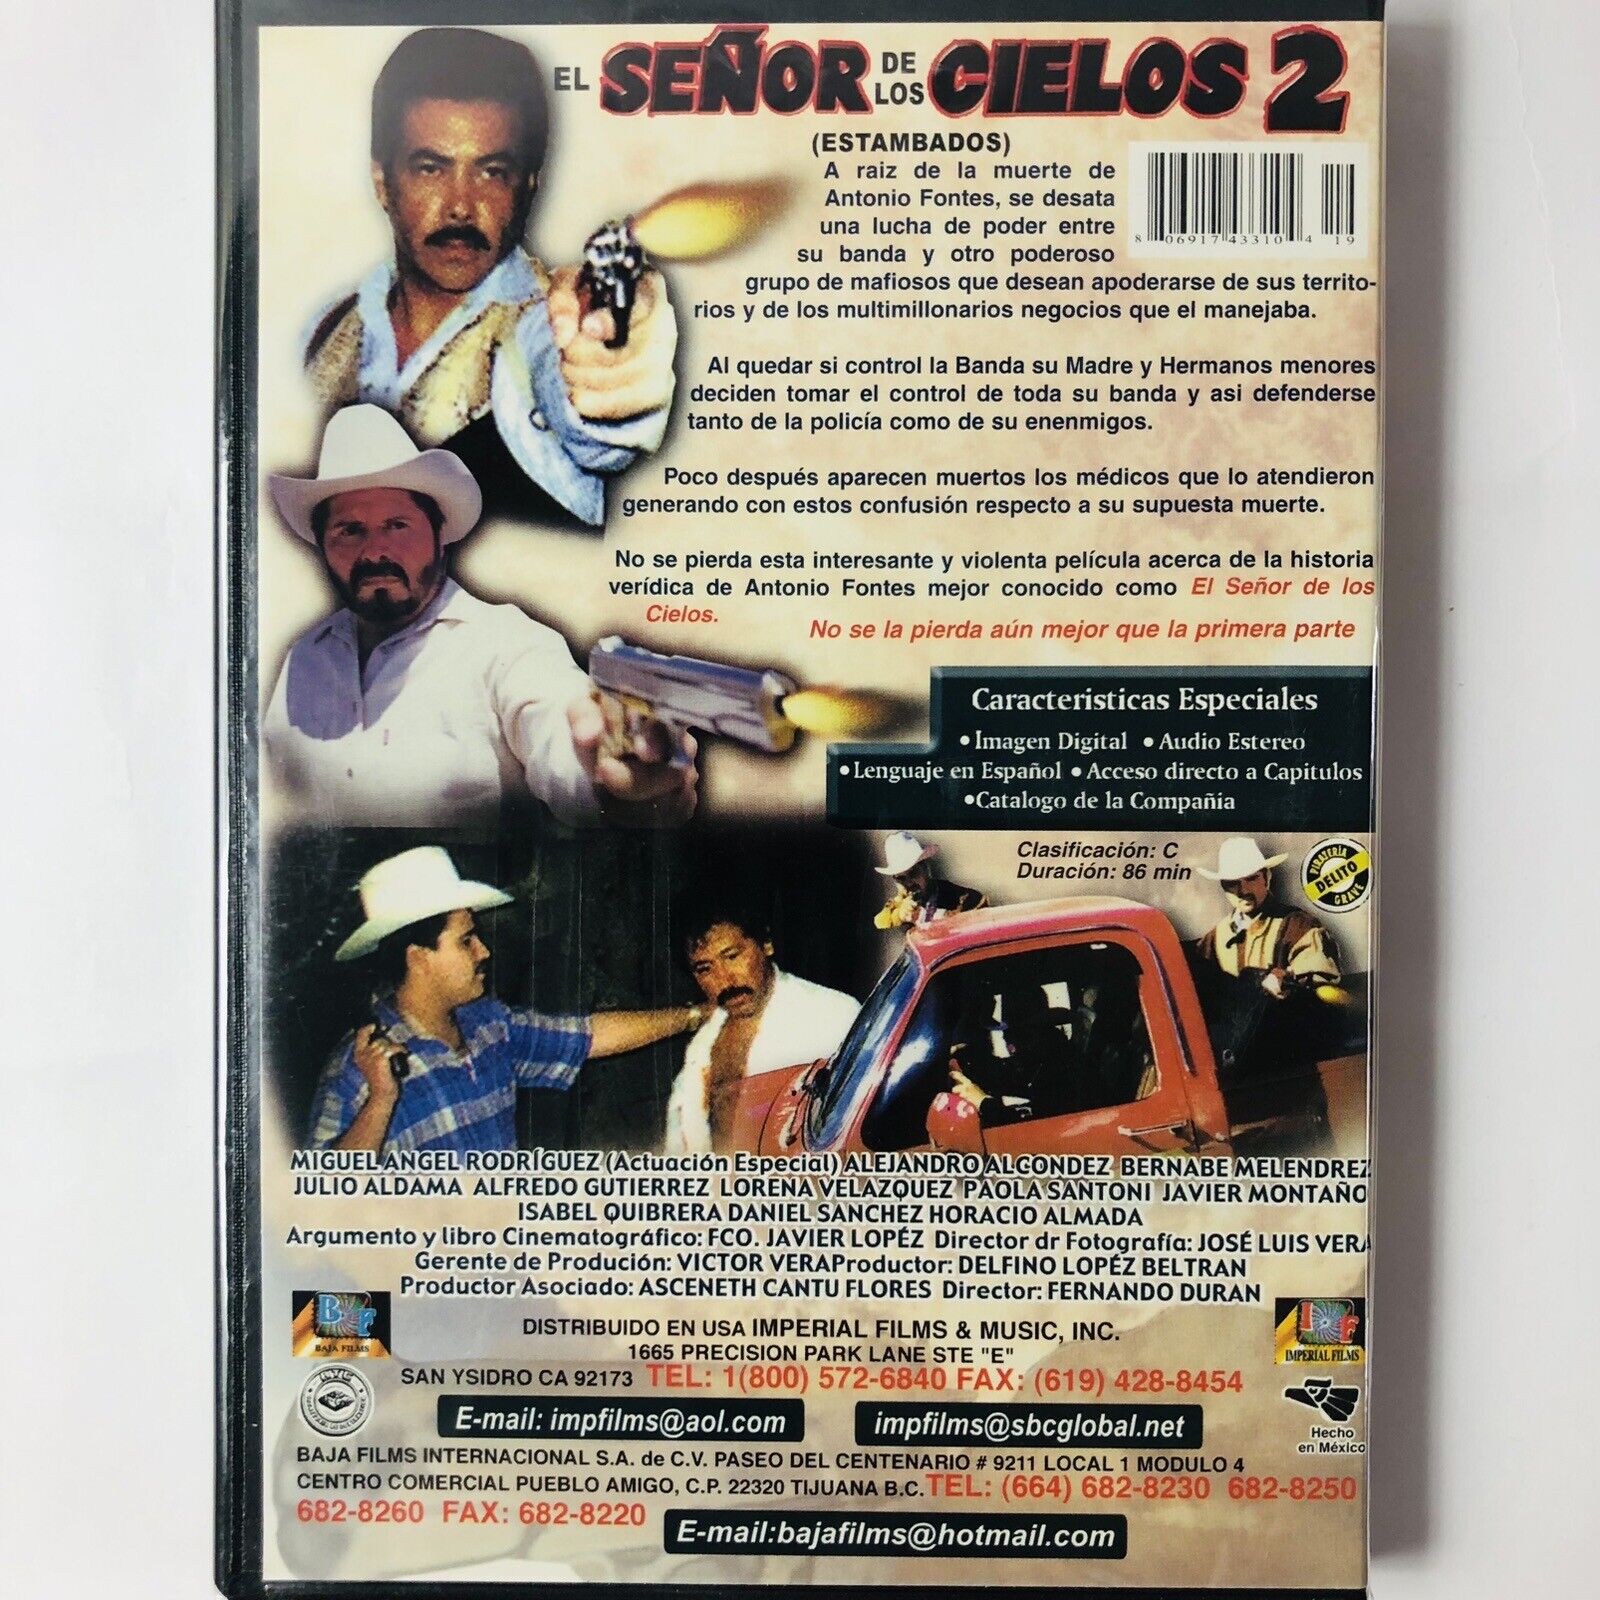 EL SEÑOR DE LOS CIELOS 2
(ESTAMBADOS)
A raiz de la muerte de
Antonio Fontes, se desata
una lucha de poder entre
su banda y otro poderoso
grupo de mafiosos que desean apoderarse de sus territo-
rios y de los multimillonarios negocios que el manejaba.
8 06917 43310 4 19
Al quedar si control la Banda su Madre y Hermanos menores
deciden tomar el control de toda su banda y asi defenderse
tanto de la policía como de su enenmigos.
Poco después aparecen muertos los médicos que lo atendieron
generando con estos confusión respecto a su supuesta muerte.
No se pierda esta interesante y violenta película acerca de la historia
verídica de Antonio Fontes mejor conocido como El Señor de los
Cielos.
No se la pierda aún mejor que la primera parte
Caracteristicas Especiales
•Imagen Digital •Audio Estereo
•Lenguaje en Español •Acceso directo a Capitulos
•Catalogo de la Compañia
Clasificación: C
Duración: 86 min
PIRATERÍA
DELITO
GRAVE
MIGUEL ANGEL RODRÍGUEZ (Actuación Especial) ALEJANDRO ALCONDEZ BERNABE MELENDREZ
JULIO ALDAMA ALFREDO GUTIERREZ LORENA VELAZQUEZ PAOLA SANTONI JAVIER MONTAÑO
ISABEL QUIBRERA DANIEL SANCHEZ HORACIO ALMADA
Argumento y libro Cinematográfico: FCO. JAVIER LOPÉZ Director dr Fotografía: JOSÉ LUIS VERA
Gerente de Produción: VICTOR VERAProductor: DELFINO LOPÉZ BELTRAN
Productor Asociado: ASCENETH CANTU FLORES Director: FERNANDO DURAN
BF
BAJA FILMS
IF
IMPERIAL FILMS
DISTRIBUIDO EN USA IMPERIAL FILMS & MUSIC, INC.
1665 PRECISION PARK LANE STE "E"
SAN YSIDRO CA 92173 TEL: 1(800) 572-6840 FAX: (619) 428-8454
E-mail: impfilms@aol.com impfilms@sbcglobal.net
Hecho
en México
BAJA FILMS INTERNACIONAL S.A. de C.V. PASEO DEL CENTENARIO # 9211 LOCAL 1 MODULO 4
CENTRO COMERCIAL PUEBLO AMIGO, C.P. 22320 TIJUANA B.C. TEL: (664) 682-8230 682-8250
682-8260 FAX: 682-8220
E-mail:bajafilms@hotmail.com